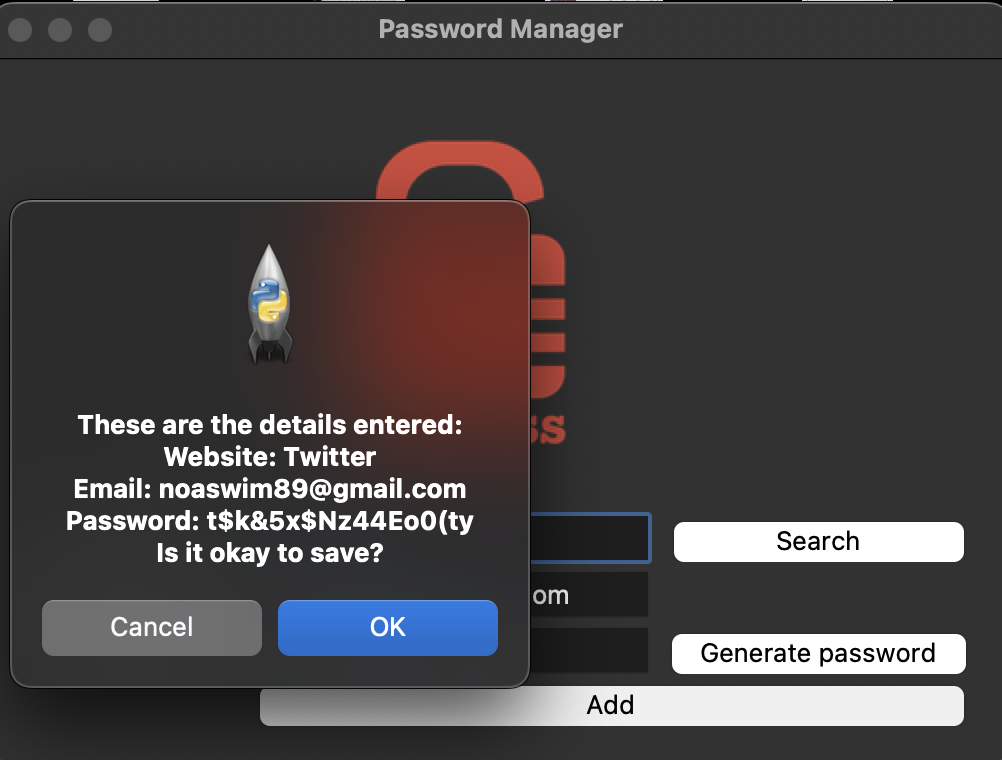 Password Manager
These are the details entered:
Website: Twitter
Email: noaswim89@gmail.com
Password: t$k&5x$Nz44Eo0(ty
Is it okay to save?
Cancel
OK
ss
Search
om
Generate password
Add